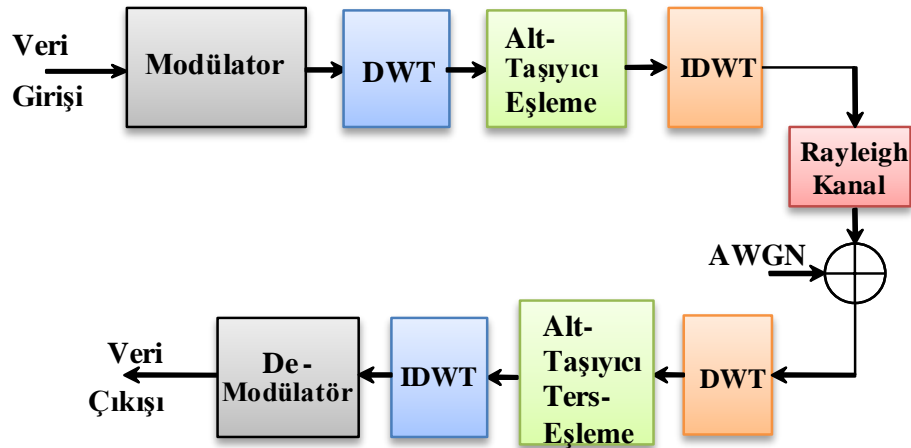 Veri
Girişi
Modülator
DWT
Alt-
Taşıyıcı
Eşleme
IDWT
Rayleigh
Kanal
AWGN
DWT
Alt-
Taşıyıcı
Ters-
Eşleme
IDWT
De-
Modülatör
Veri
Çıkışı